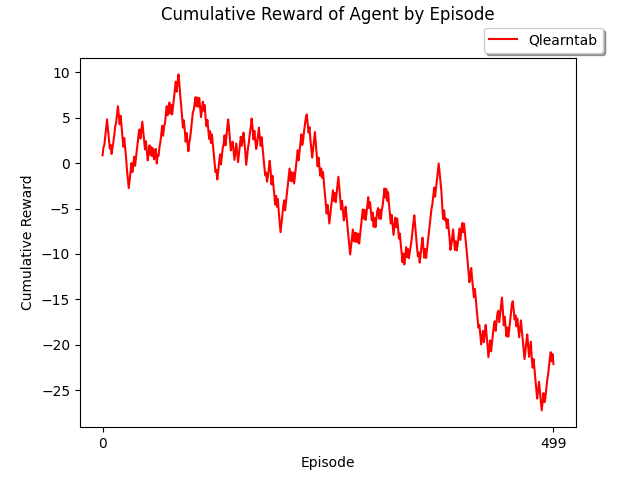 Cumulative Reward of Agent by Episode
Qlearntab
10
5
0
−5
−10
−15
−20
−25
Cumulative Reward
0 499
Episode